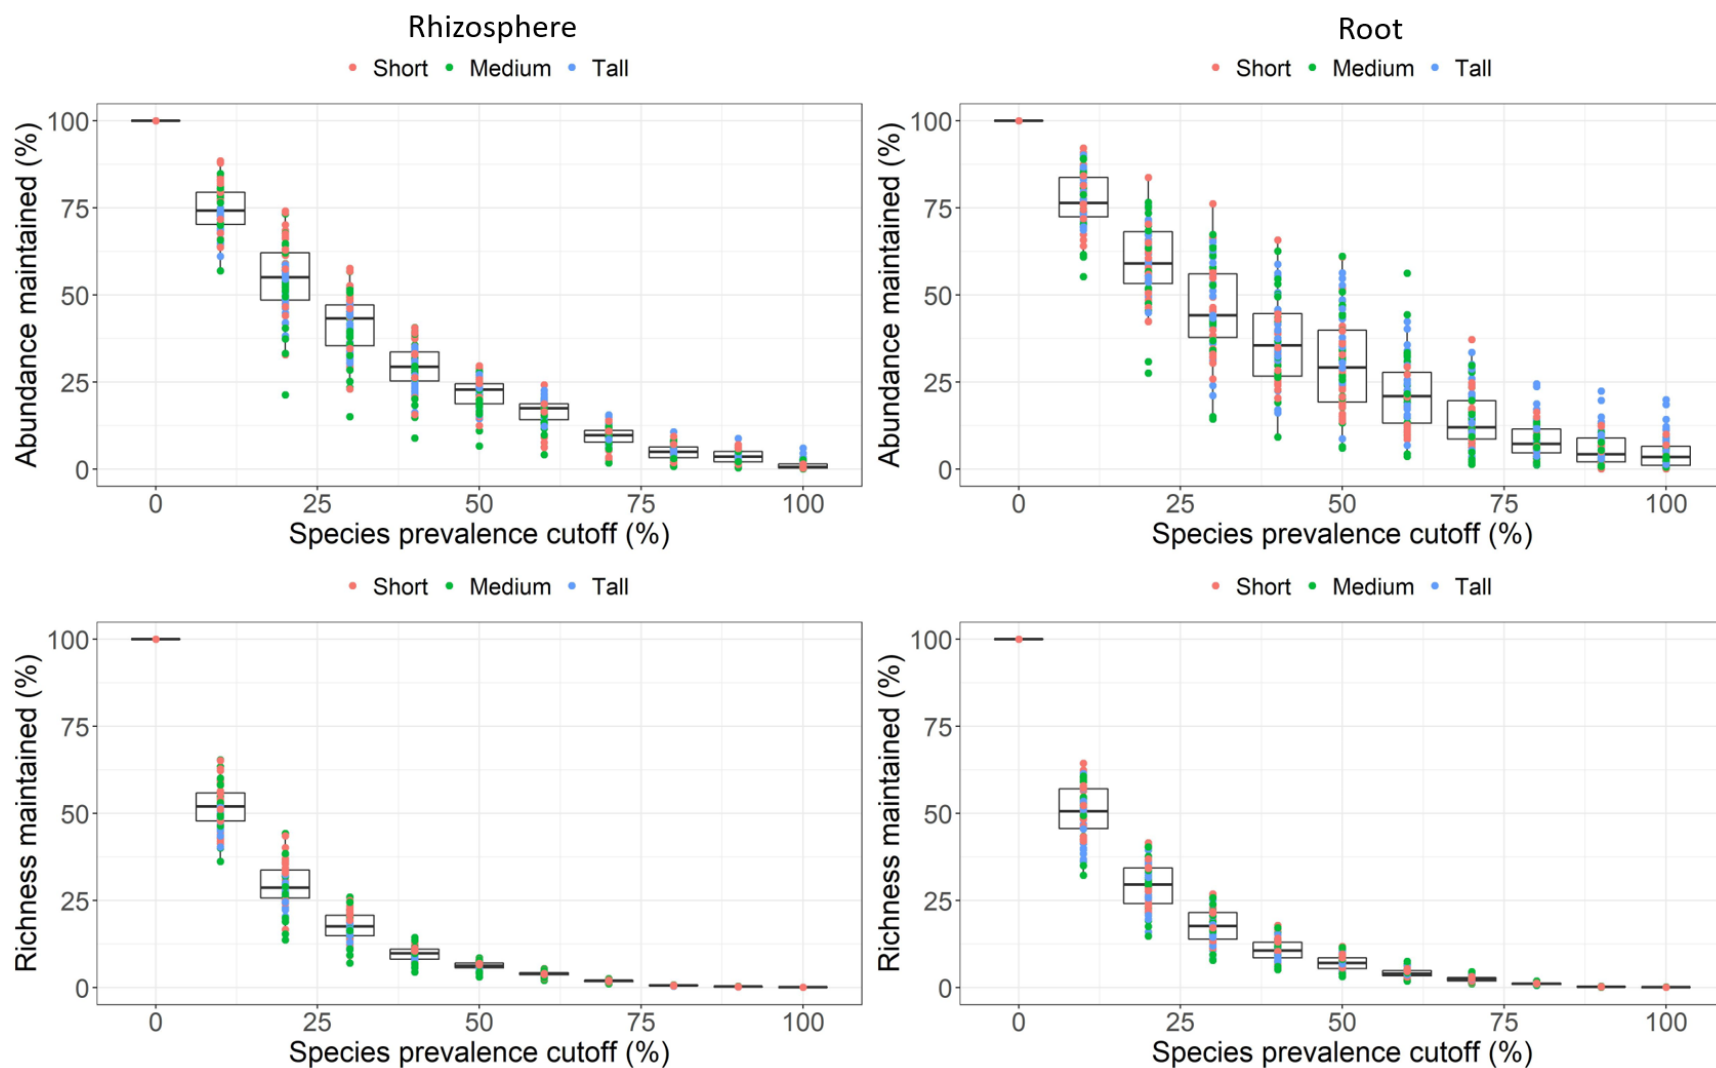 Rhizosphere
Short Medium Tall
Abundance maintained (%)
100
75
50
25
0
0 25 50 75 100
Species prevalence cutoff (%)
Root
Short Medium Tall
Abundance maintained (%)
100
75
50
25
0
0 25 50 75 100
Species prevalence cutoff (%)
Short Medium Tall
Richness maintained (%)
100
75
50
25
0
0 25 50 75 100
Species prevalence cutoff (%)
Short Medium Tall
Richness maintained (%)
100
75
50
25
0
0 25 50 75 100
Species prevalence cutoff (%)